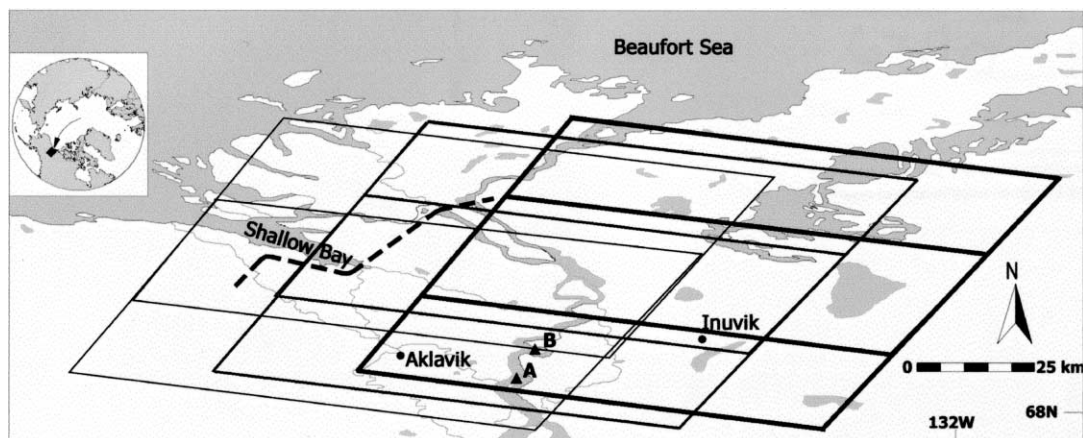 Beaufort Sea
Shallow Bay
N
Inuvik
B
Aklavik
A
0 25 km
68N
132W